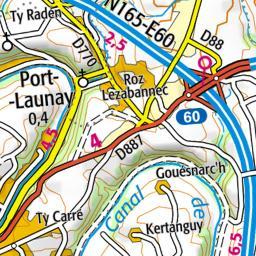 Ty Raden
N165-E60
D770
2,5
D88
Port-
-Launay
0,4
Roz
Lezabannec
60
4,5
4
D887
Gouesnarc'h
Ty Carré
Canal
de
Kertanguy
6,5